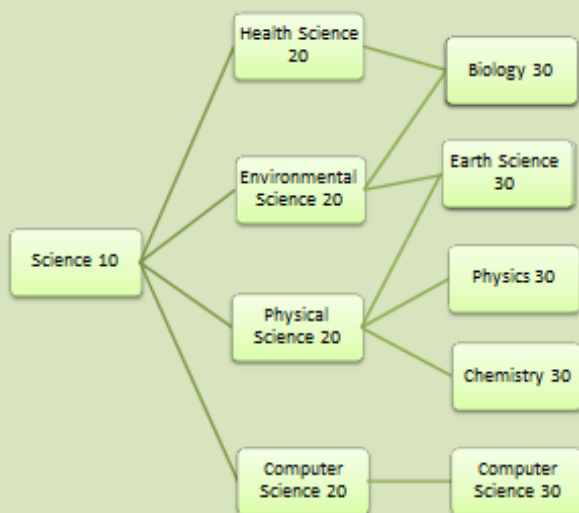 Health Science
20
Biology 30
Environmental
Science 20
Earth Science
30
Science 10
Physical
Science 20
Physics 30
Chemistry 30
Computer
Science 20
Computer
Science 30